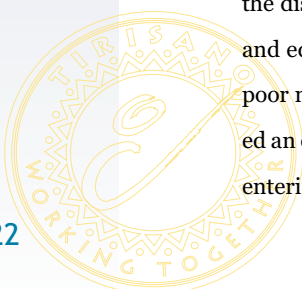 the dis
and ec
poor
ed an
enteri
TIRISANO
WORKING TOGETHER
22